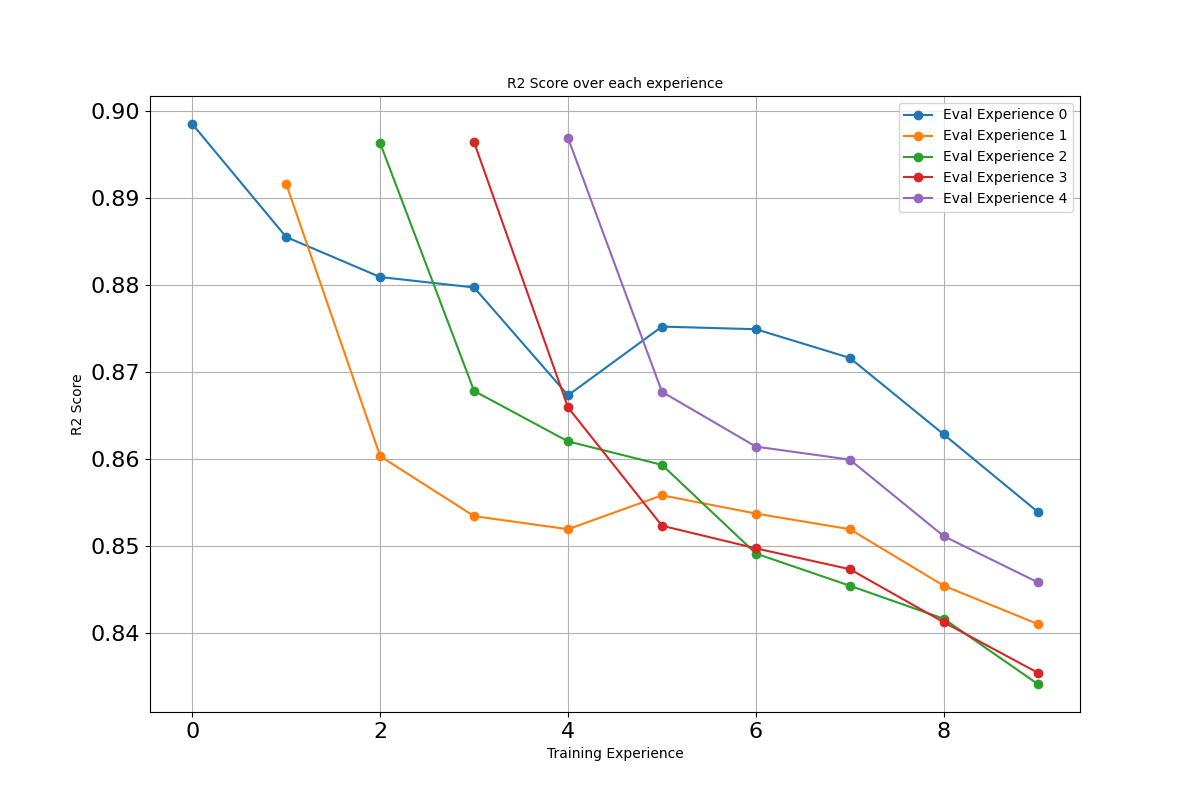 R2 Score over each experience
0.90
0.89
0.88
0.87
0.86
0.85
0.84
R2 Score
Eval Experience 0
Eval Experience 1
Eval Experience 2
Eval Experience 3
Eval Experience 4
0 2 4 6 8
Training Experience